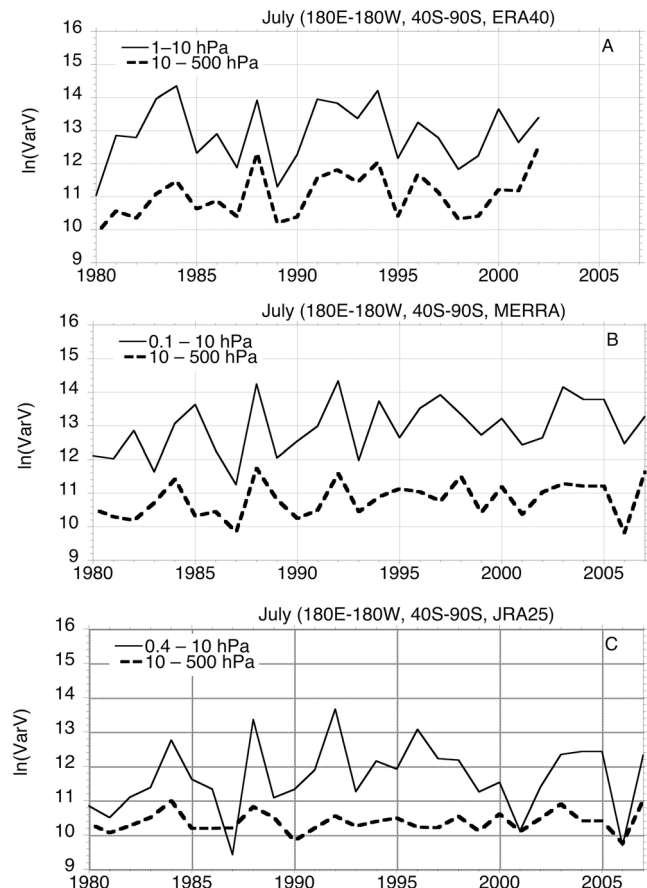 July (180E-180W, 40S-90S, ERA40)
16
15
14
13
12
11
10
9
ln(VarV)
1–10 hPa
10 – 500 hPa
A
1980 1985 1990 1995 2000 2005
July (180E-180W, 40S-90S, MERRA)
16
15
14
13
12
11
10
9
ln(VarV)
0.1 – 10 hPa
10 – 500 hPa
B
1980 1985 1990 1995 2000 2005
July (180E-180W, 40S-90S, JRA25)
16
15
14
13
12
11
10
9
ln(VarV)
0.4 – 10 hPa
10 – 500 hPa
C
1980 1985 1990 1995 2000 2005